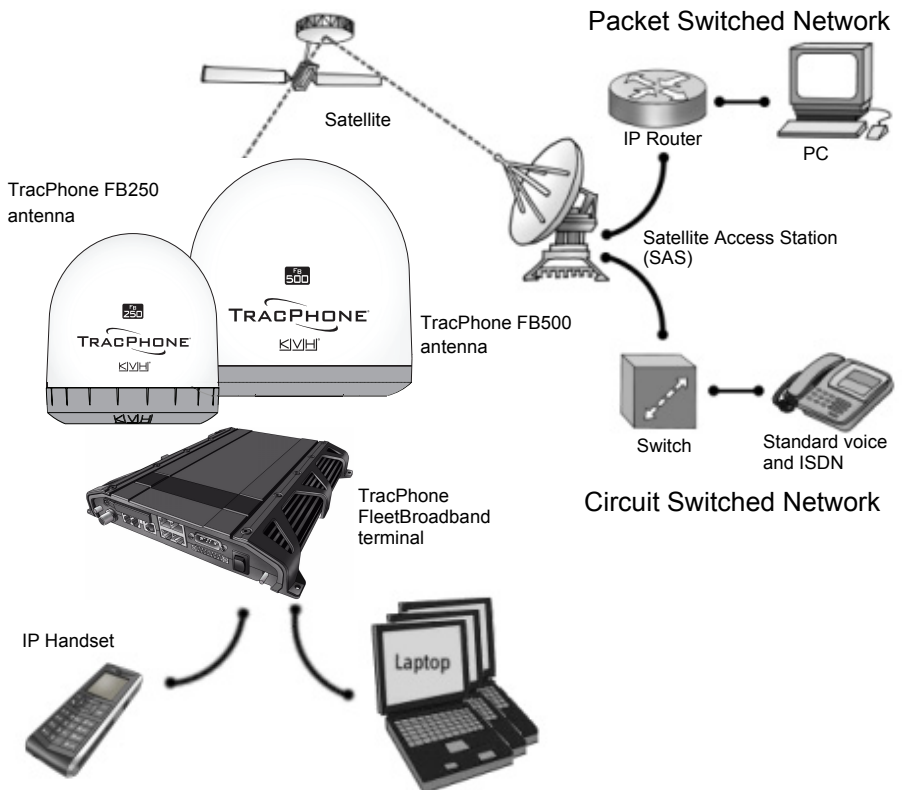 Packet Switched Network
Satellite
IP Router
PC
TracPhone FB250
antenna
Satellite Access Station
(SAS)
FB
500
TRACPHONE
KVH
TracPhone FB500
antenna
FB
250
TRACPHONE
KVH
KVH
Switch
Standard voice
and ISDN
Circuit Switched Network
TracPhone
FleetBroadband
terminal
IP Handset
Laptop